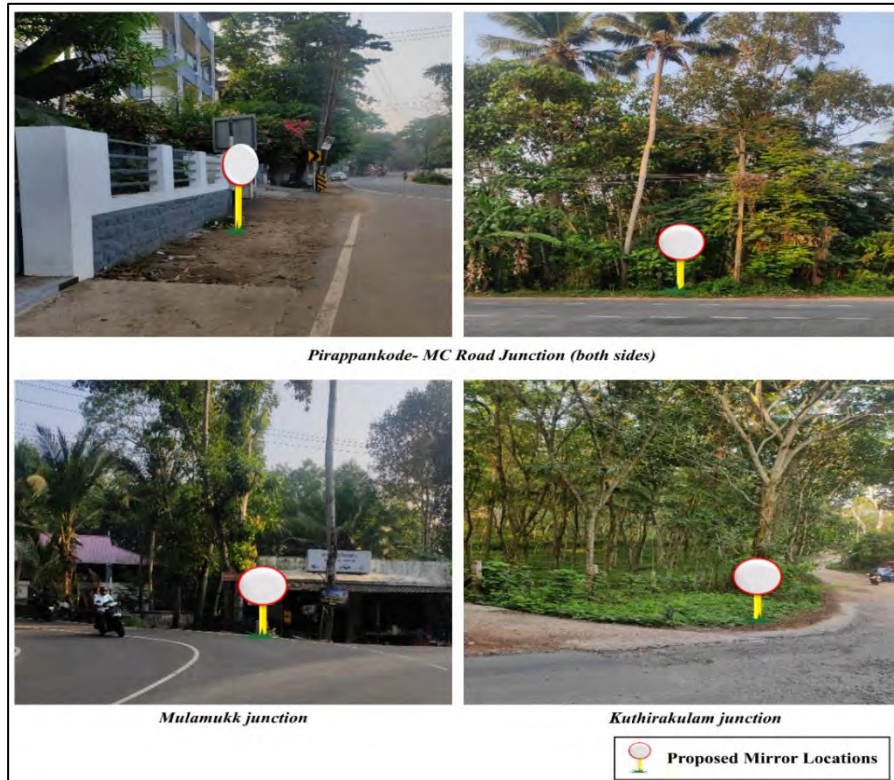 Pirappankode- MC Road Junction (both sides)
Mulamukk junction
Kuthirakulam junction
Proposed Mirror Locations